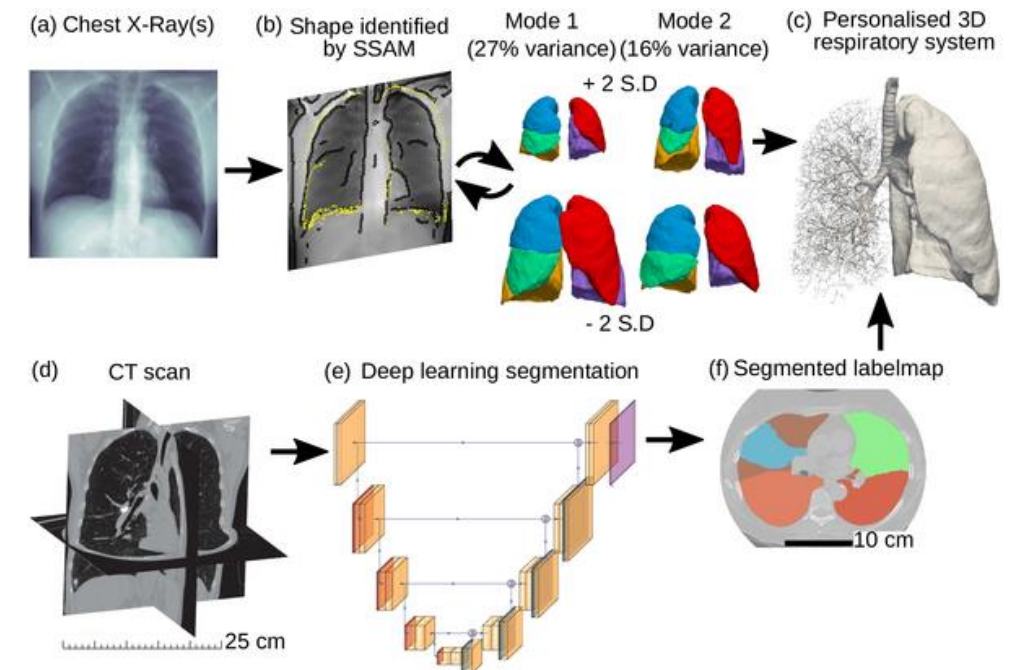 (a) Chest X-Ray(s)
(b) Shape identified
by SSAM
Mode 1
(27% variance)
Mode 2
(16% variance)
+ 2 S.D
- 2 S.D
(c) Personalised 3D
respiratory system
(d) CT scan
25 cm
(e) Deep learning segmentation
(f) Segmented labelmap
10 cm